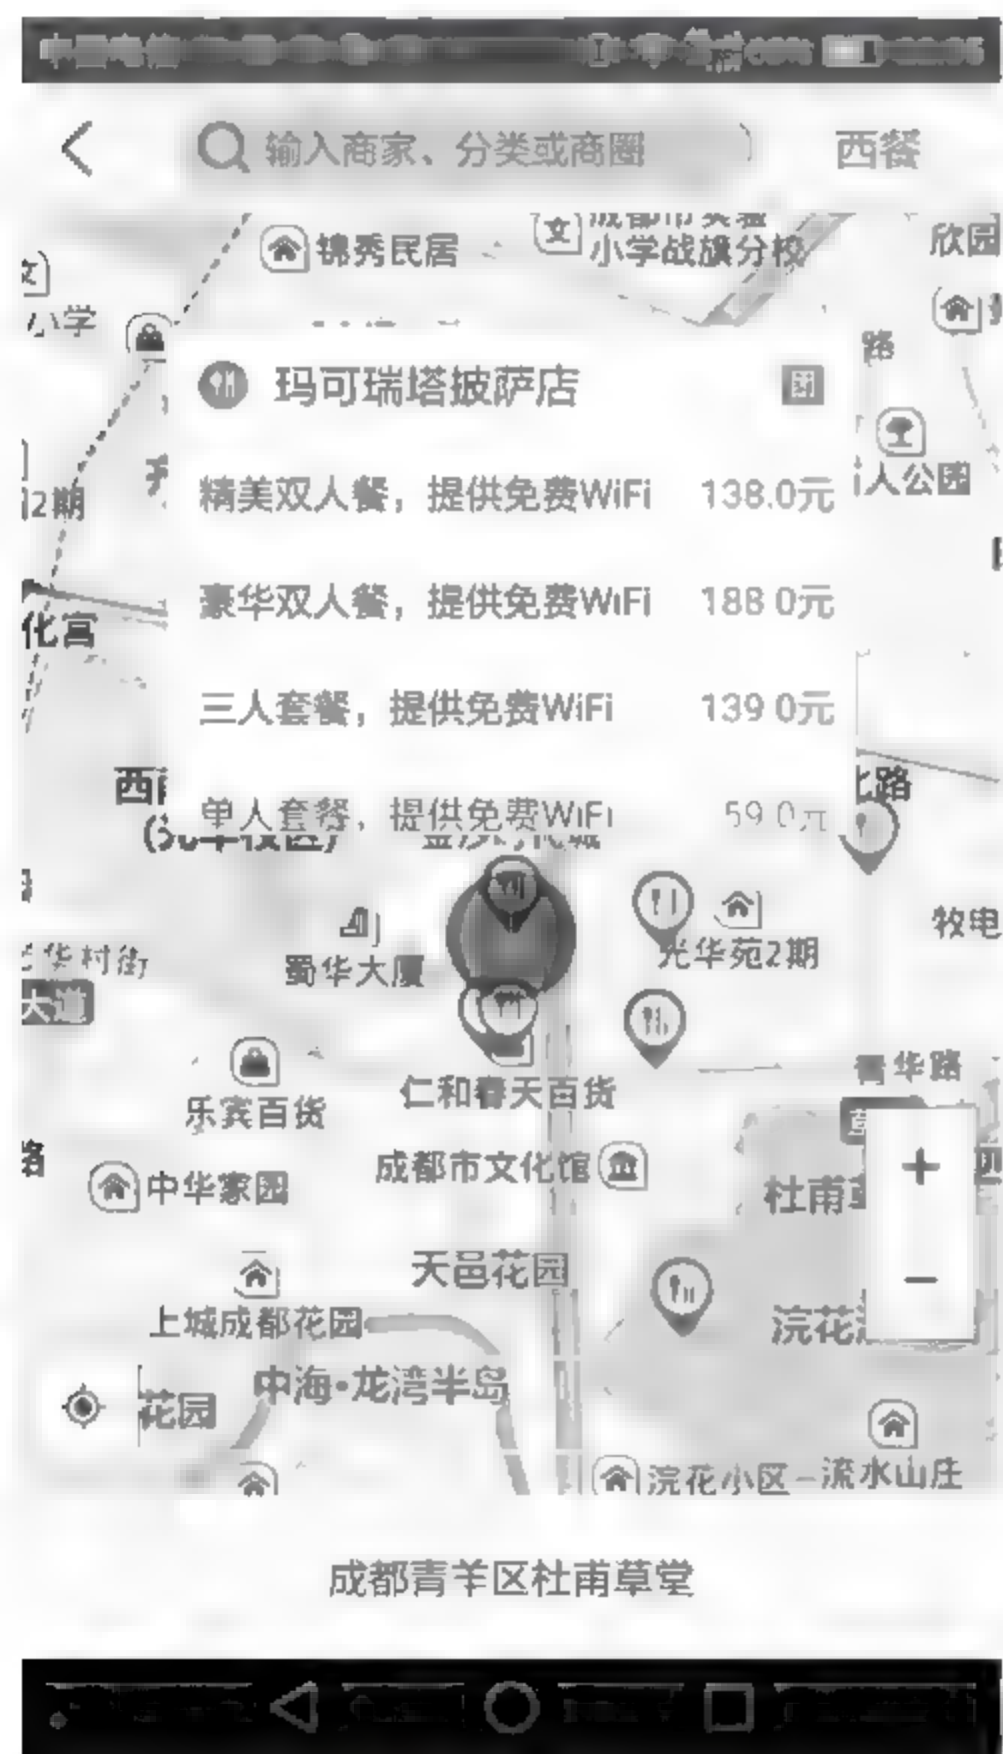 输入商家、分类或商圈
西餐
锦秀民居
小学战旗分校
欣园
小学
路
玛可瑞塔披萨店
团
精美双人餐，提供免费WiFi 138.0元
人公园
2期
豪华双人餐，提供免费WiFi 188.0元
化宫
三人套餐，提供免费WiFi 139.0元
西
北路
单人套餐，提供免费WiFi 59.0元
牧电
光华苑2期
华村街
蜀华大厦
大道
青华路
仁和春天百货
乐宾百货
路
成都市文化馆
中华家园
杜甫草
天邑花园
上城成都花园
浣花
中海·龙湾半岛
花园
浣花小区
流水山庄
成都青羊区杜甫草堂